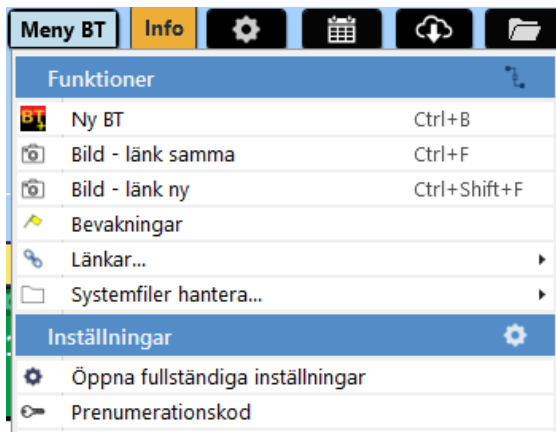 Meny BT Info
Funktioner
BT Ny BT Ctrl+B
Bild - länk samma Ctrl+F
Bild - länk ny Ctrl+Shift+F
Bevakningar
Länkar...
Systemfiler hantera...
Inställningar
Öppna fullständiga inställningar
Prenumerationskod